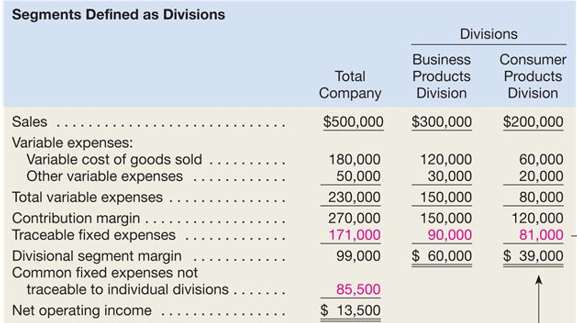 Segments Defined as Divisions
Divisions
Business Consumer
Total Products Products
Company Division Division
Sales .............................. $500,000 $300,000 $200,000
Variable expenses:
Variable cost of goods sold .......... 180,000 120,000 60,000
Other variable expenses ............ 50,000 30,000 20,000
Total variable expenses ............... 230,000 150,000 80,000
Contribution margin .................. 270,000 150,000 120,000
Traceable fixed expenses ............. 171,000 90,000 81,000
Divisional segment margin ............ 99,000 $ 60,000 $ 39,000
Common fixed expenses not
traceable to individual divisions ....... 85,500
Net operating income ................ $ 13,500